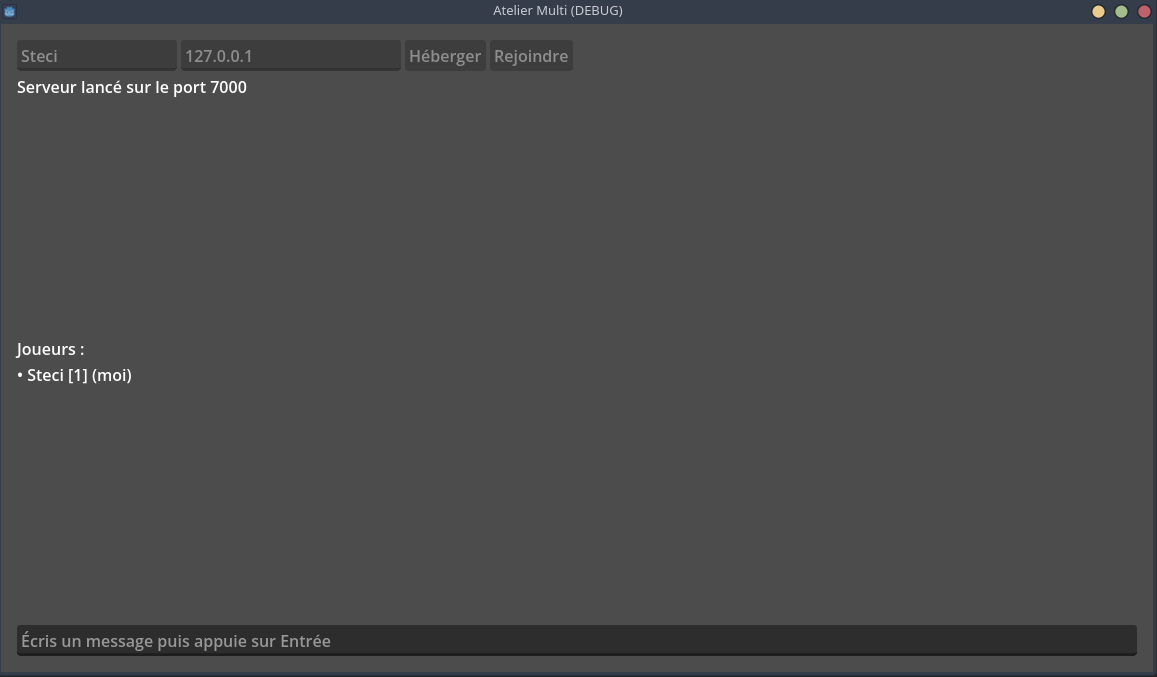 Atelier Multi (DEBUG)
Steci 127.0.0.1 Héberger Rejoindre
Serveur lancé sur le port 7000
Joueurs :
• Steci [1] (moi)
Écris un message puis appuie sur Entrée